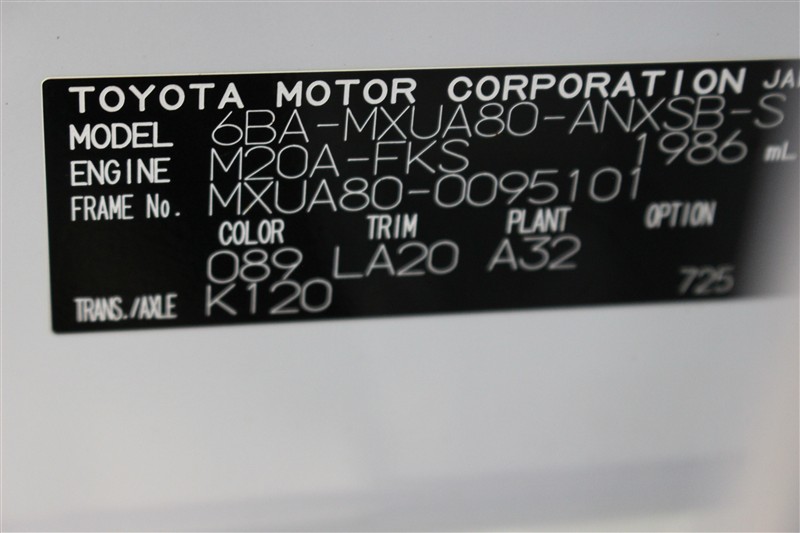 TOYOTA MOTOR CORPORATION JA
MODEL 6BA-MXUA80-ANXSB-S
ENGINE M20A-FKS 1986 mL
FRAME No. MXUA80-0095101
COLOR TRIM PLANT OPTION
089 LA20 A32
TRANS./AXLE K120 725